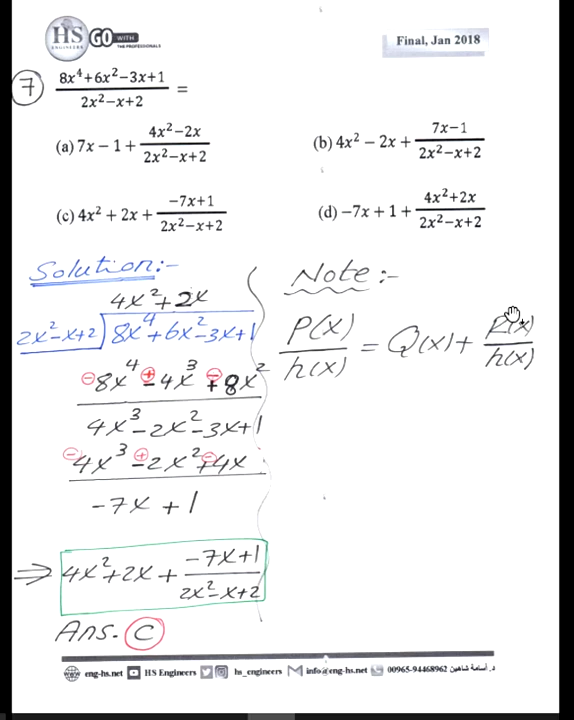 HS GO WITH
ENGINEERS THE PROFESSIONALS
Final, Jan 2018
7 (8x⁴+6x²−3x+1)/(2x²−x+2) =
(a) 7x − 1 + (4x²−2x)/(2x²−x+2)
(b) 4x² − 2x + (7x−1)/(2x²−x+2)
(c) 4x² + 2x + (−7x+1)/(2x²−x+2)
(d) −7x + 1 + (4x²+2x)/(2x²−x+2)
Solution:-
4x²+2x
2x²-x+2) 8x⁴+6x²-3x+1
⊖8x⁴ ⊕-4x³ ⊖+8x²
4x³-2x²-3x+1
⊖4x³ ⊕-2x² ⊖+4x
-7x+1
⇒ 4x²+2x+ (-7x+1)/(2x²-x+2)
Ans. C
Note:-
P(x)/h(x) = Q(x) + R(x)/h(x)
www eng-hs.net HS Engineers hs_engineers info@eng-hs.net 00965-94468962 د. أسامة شاهين